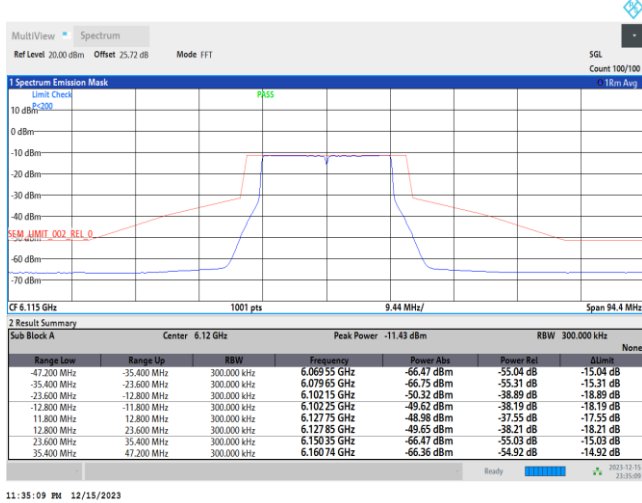 MultiView Spectrum
Ref Level 20.00 dBm Offset 25.72 dB Mode FFT SGL
Count 100/100
1 Spectrum Emission Mask 1Rm Avg
Limit Check PASS
P<200
10 dBm
0 dBm
-10 dBm
-20 dBm
-30 dBm
-40 dBm
SEM_LIMIT_002_REL_0
-50 dBm
-60 dBm
-70 dBm
CF 6.115 GHz 1001 pts 9.44 MHz/ Span 94.4 MHz
2 Result Summary
Sub Block A Center 6.12 GHz Peak Power -11.43 dBm RBW 300.000 kHz
None
Range Low Range Up RBW Frequency Power Abs Power Rel ΔLimit
-47.200 MHz -35.400 MHz 300.000 kHz 6.06955 GHz -66.47 dBm -55.04 dB -15.04 dB
-35.400 MHz -23.600 MHz 300.000 kHz 6.07965 GHz -66.75 dBm -55.31 dB -15.31 dB
-23.600 MHz -12.800 MHz 300.000 kHz 6.10215 GHz -50.32 dBm -38.89 dB -18.89 dB
-12.800 MHz -11.800 MHz 300.000 kHz 6.10225 GHz -49.62 dBm -38.19 dB -18.19 dB
11.800 MHz 12.800 MHz 300.000 kHz 6.12775 GHz -48.98 dBm -37.55 dB -17.55 dB
12.800 MHz 23.600 MHz 300.000 kHz 6.12785 GHz -49.65 dBm -38.21 dB -18.21 dB
23.600 MHz 35.400 MHz 300.000 kHz 6.15035 GHz -66.47 dBm -55.03 dB -15.03 dB
35.400 MHz 47.200 MHz 300.000 kHz 6.16074 GHz -66.36 dBm -54.92 dB -14.92 dB
Ready 2023-12-15
23:35:09
11:35:09 PM 12/15/2023